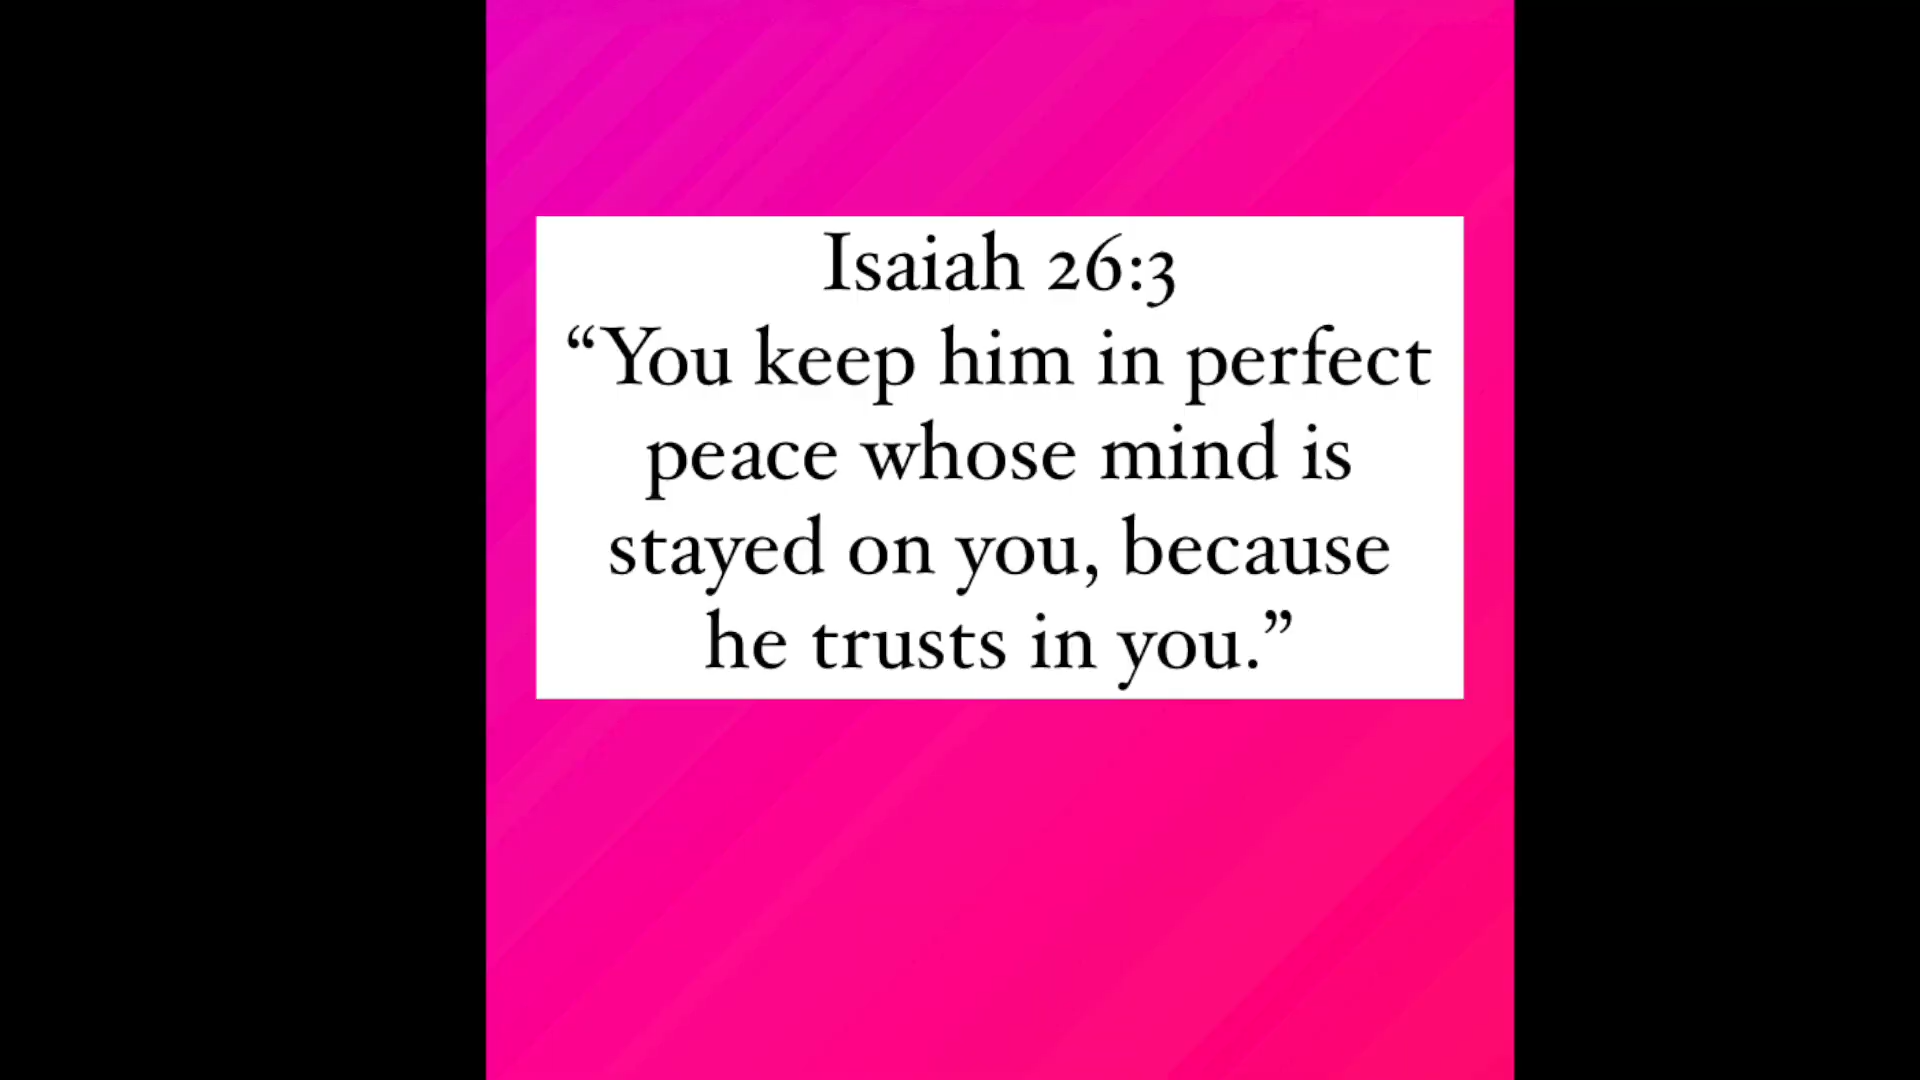 Isaiah 26:3
“You keep him in perfect
peace whose mind is
stayed on you, because
he trusts in you.”